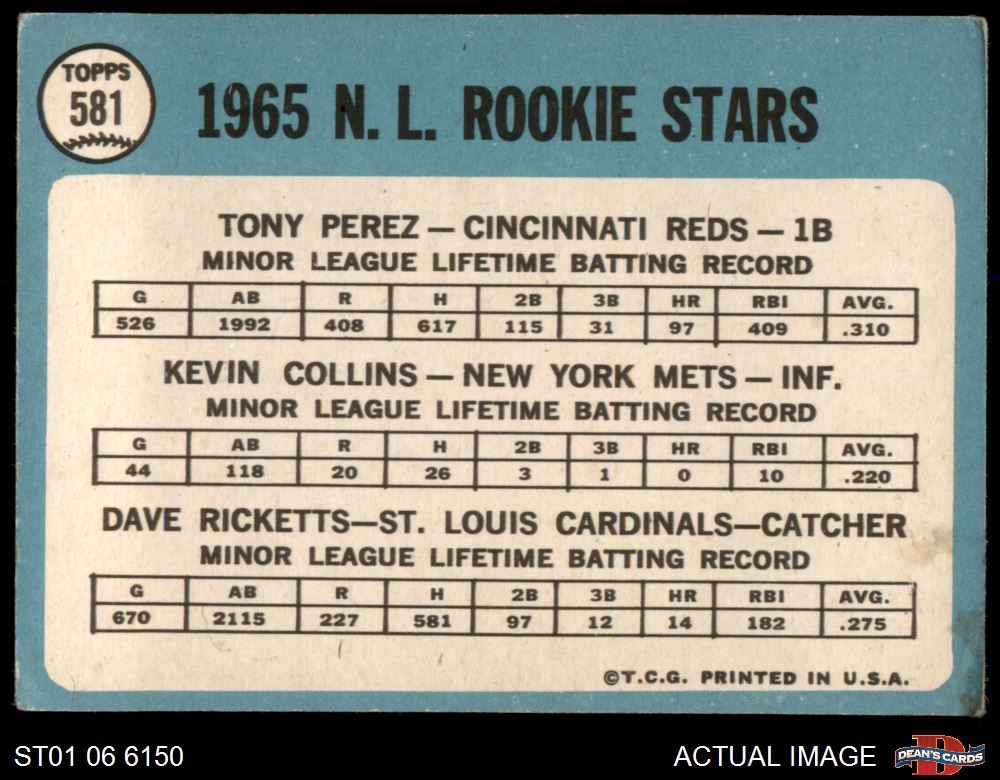 TOPPS
581
1965 N. L. ROOKIE STARS
TONY PEREZ — CINCINNATI REDS — 1B
MINOR LEAGUE LIFETIME BATTING RECORD
G AB R H 2B 3B HR RBI AVG.
526 1992 408 617 115 31 97 409 .310
KEVIN COLLINS — NEW YORK METS — INF.
MINOR LEAGUE LIFETIME BATTING RECORD
G AB R H 2B 3B HR RBI AVG.
44 118 20 26 3 1 0 10 .220
DAVE RICKETTS—ST. LOUIS CARDINALS—CATCHER
MINOR LEAGUE LIFETIME BATTING RECORD
G AB R H 2B 3B HR RBI AVG.
670 2115 227 581 97 12 14 182 .275
©T.C.G. PRINTED IN U.S.A.
ST01 06 6150 ACTUAL IMAGE DEAN'S CARDS